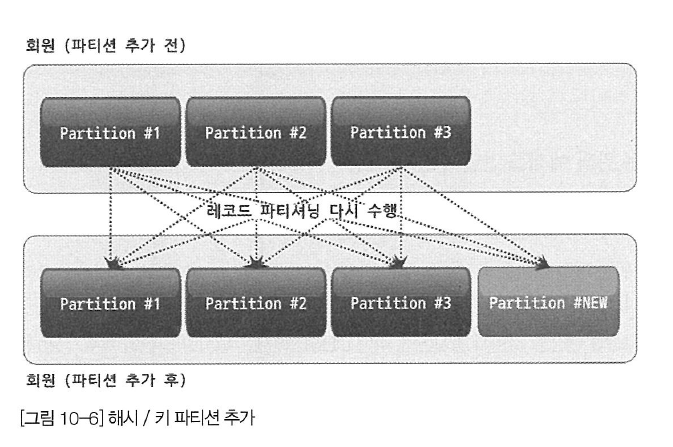 회원 (파티션 추가 전)
Partition #1 Partition #2 Partition #3
레코드 파티셔닝 다시 수행
Partition #1 Partition #2 Partition #3 Partition #NEW
회원 (파티션 추가 후)
[그림 10-6] 해시 / 키 파티션 추가